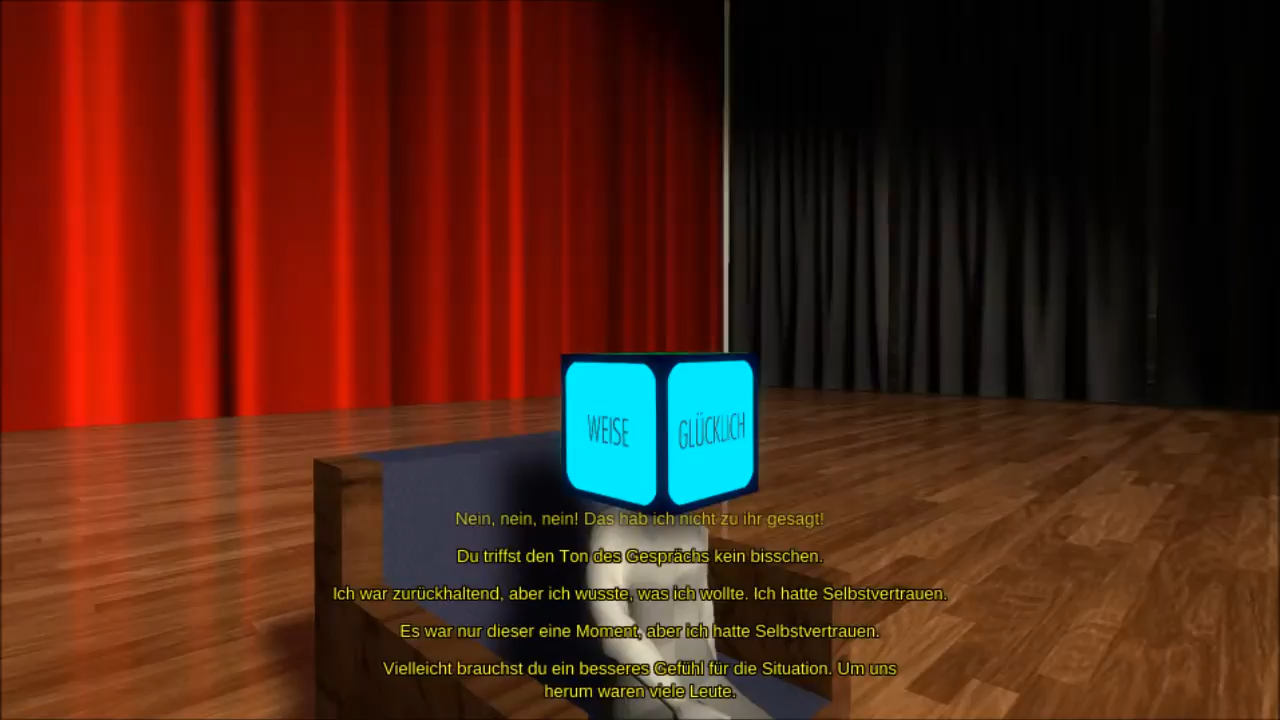 WEISE
GLÜCKLICH
Nein, nein, nein! Das hab ich nicht zu ihr gesagt!
Du triffst den Ton des Gesprächs kein bisschen.
Ich war zurückhaltend, aber ich wusste, was ich wollte. Ich hatte Selbstvertrauen.
Es war nur dieser eine Moment, aber ich hatte Selbstvertrauen.
Vielleicht brauchst du ein besseres Gefühl für die Situation. Um uns
herum waren viele Leute.